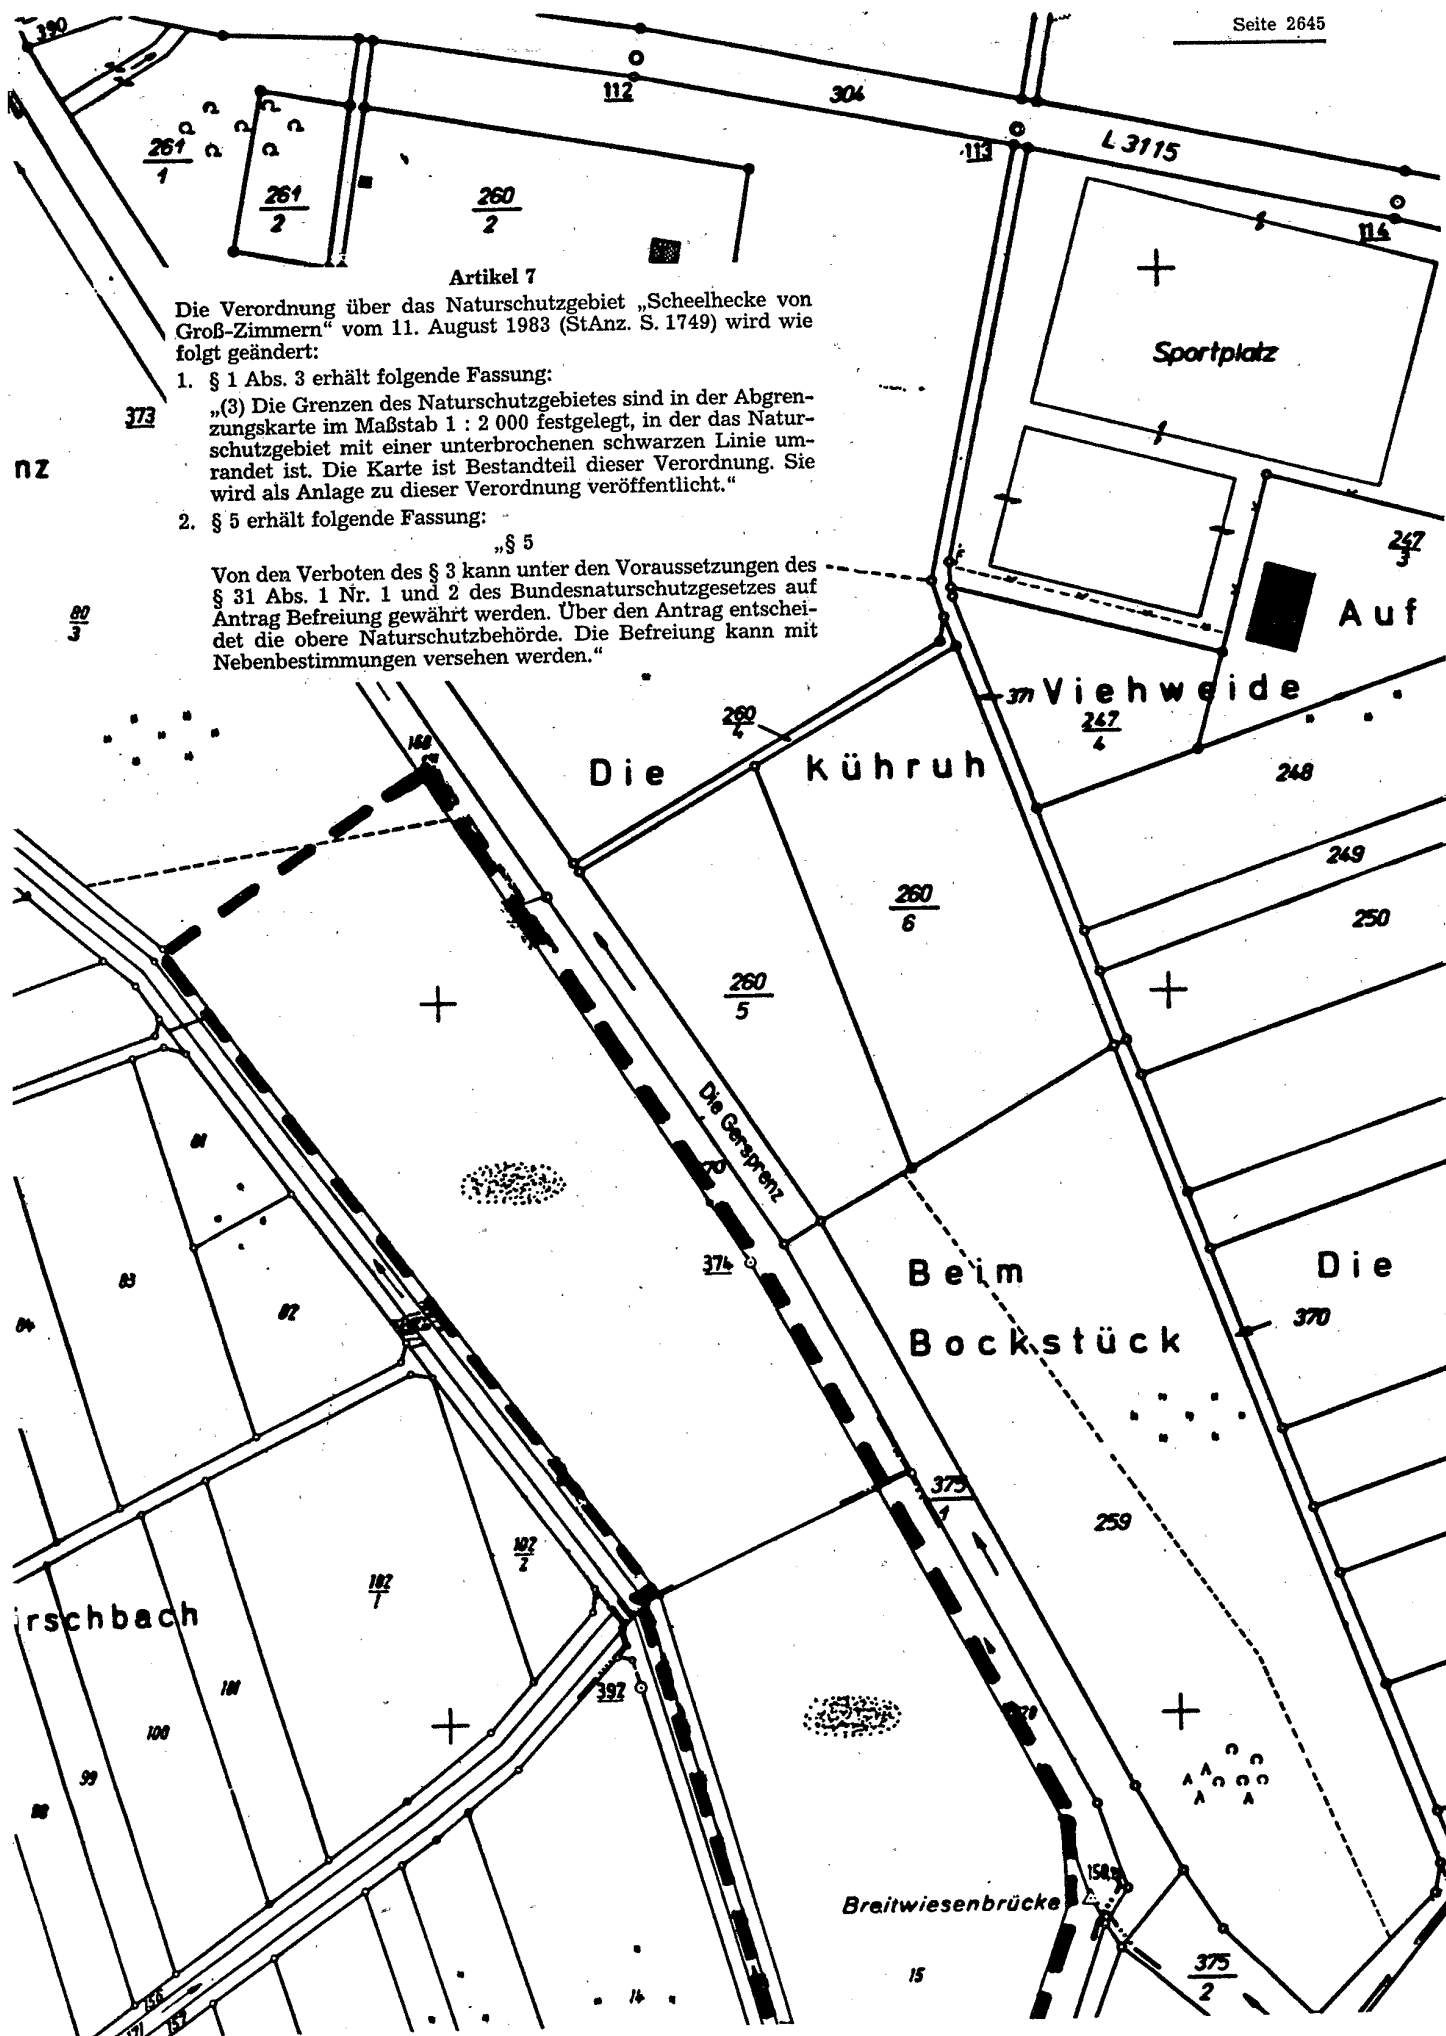 Seite 2645
390
112
304
L 3115
113
114
261
1
261
2
260
2
Sportplatz
Artikel 7
Die Verordnung über das Naturschutzgebiet „Scheelhecke von
Groß-Zimmern“ vom 11. August 1983 (StAnz. S. 1749) wird wie
folgt geändert:
1. § 1 Abs. 3 erhält folgende Fassung:
„(3) Die Grenzen des Naturschutzgebietes sind in der Abgren-
zungskarte im Maßstab 1 : 2 000 festgelegt, in der das Natur-
schutzgebiet mit einer unterbrochenen schwarzen Linie um-
randet ist. Die Karte ist Bestandteil dieser Verordnung. Sie
wird als Anlage zu dieser Verordnung veröffentlicht.“
2. § 5 erhält folgende Fassung:
„§ 5
Von den Verboten des § 3 kann unter den Voraussetzungen des
§ 31 Abs. 1 Nr. 1 und 2 des Bundesnaturschutzgesetzes auf
Antrag Befreiung gewährt werden. Über den Antrag entschei-
det die obere Naturschutzbehörde. Die Befreiung kann mit
Nebenbestimmungen versehen werden.“
373
nz
80
3
247
3
Auf
371
Viehweide
247
4
260
4
Die Kühruh
248
249
250
260
6
260
5
Die Gersprenz
70
374
81
83
82
84
Beim
Bockstück
Die
370
375
1
259
102
2
102
1
irschbach
101
100
99
98
392
Breitwiesenbrücke
15
14
375
2
156
157
171